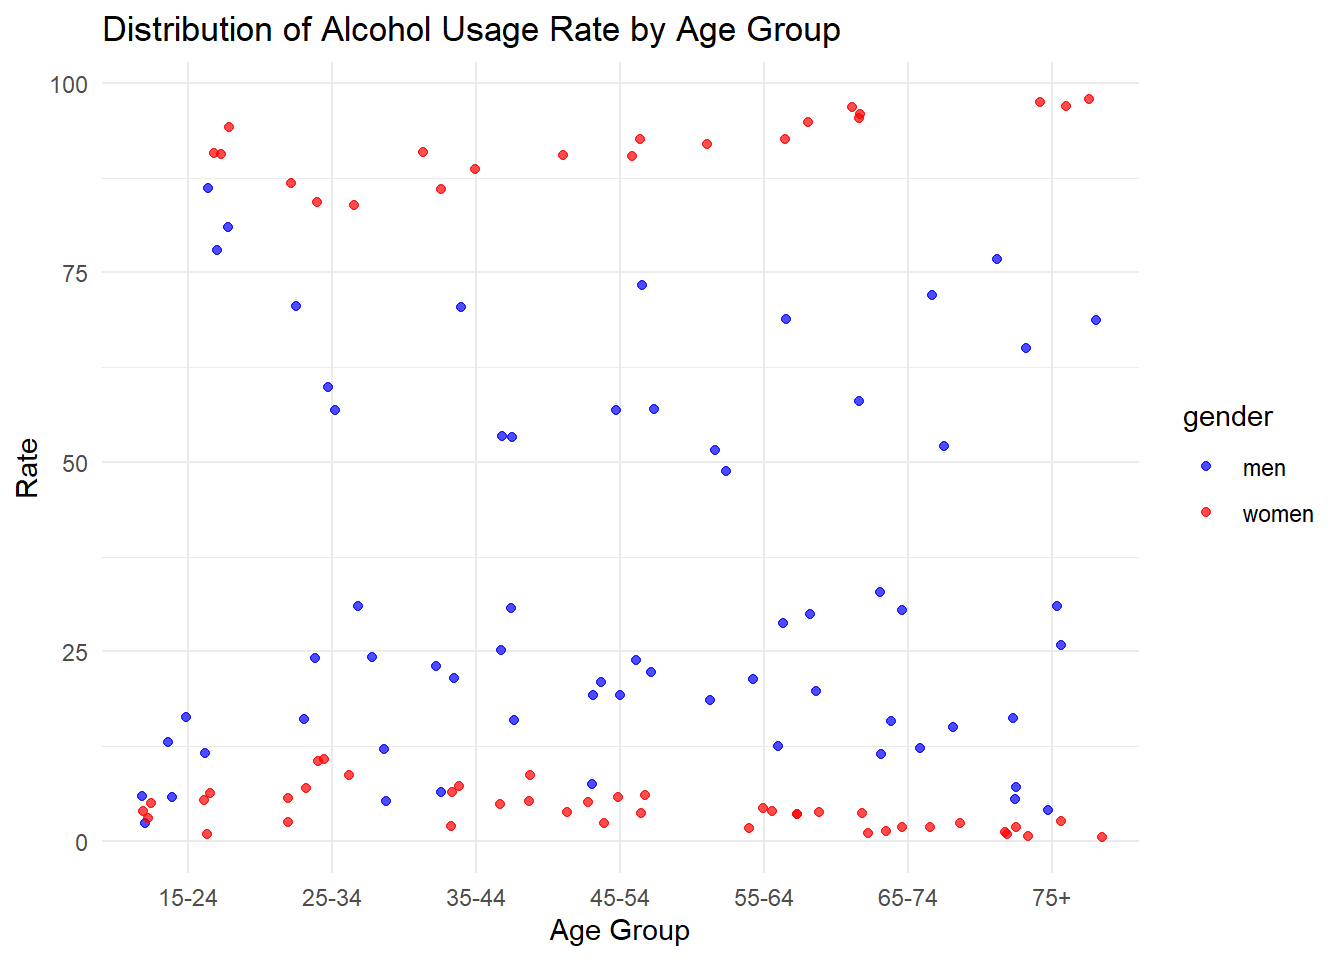 Distribution of Alcohol Usage Rate by Age Group
100
75
50
25
0
Rate
15-24 25-34 35-44 45-54 55-64 65-74 75+
Age Group
gender
men
women